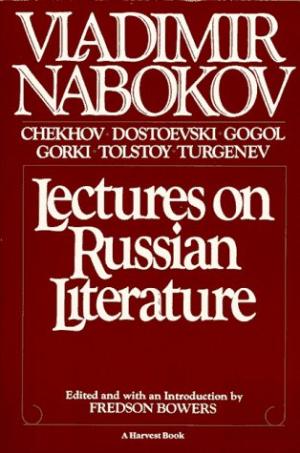 VLADIMIR
NABOKOV
CHEKHOV · DOSTOEVSKI · GOGOL
GORKI · TOLSTOY · TURGENEV
Lectures on
Russian
Literature
Edited and with an Introduction by
FREDSON BOWERS
A Harvest Book